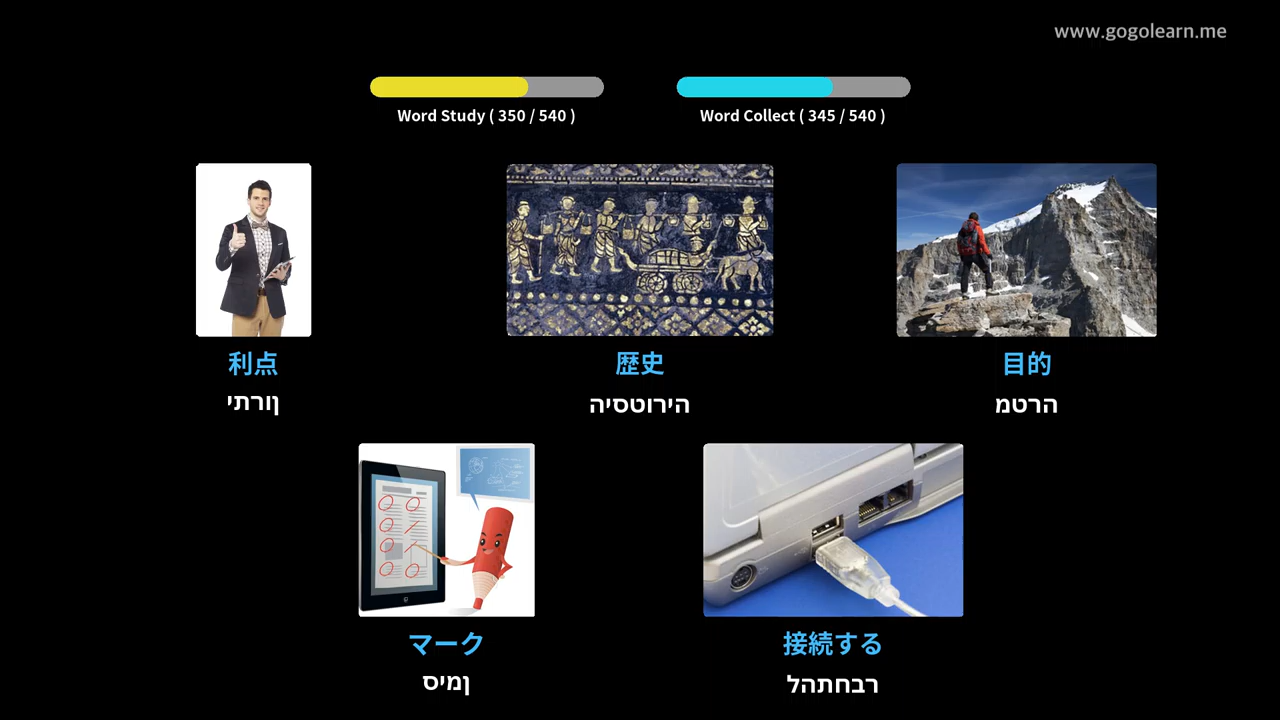 www.gogolearn.me
Word Study ( 350 / 540 )
Word Collect ( 345 / 540 )
利点
歴史
目的
ןורתי
הירוטסיה
הרטמ
マーク
接続する
ןמיס
רבחתהל